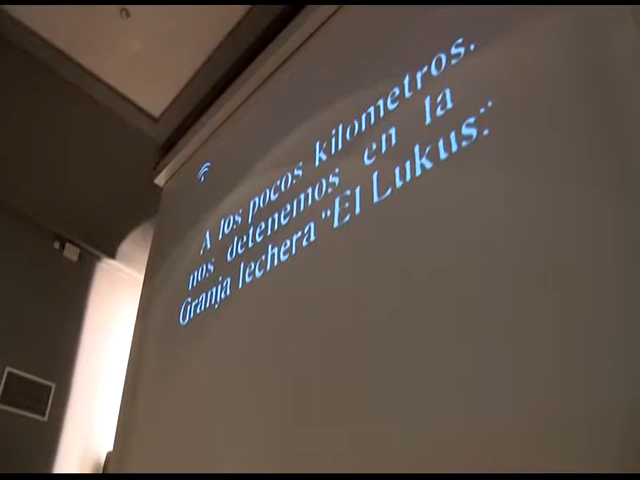 A los pocos kilometros.
nos detenemos en la
Granja lechera "El Lukus".